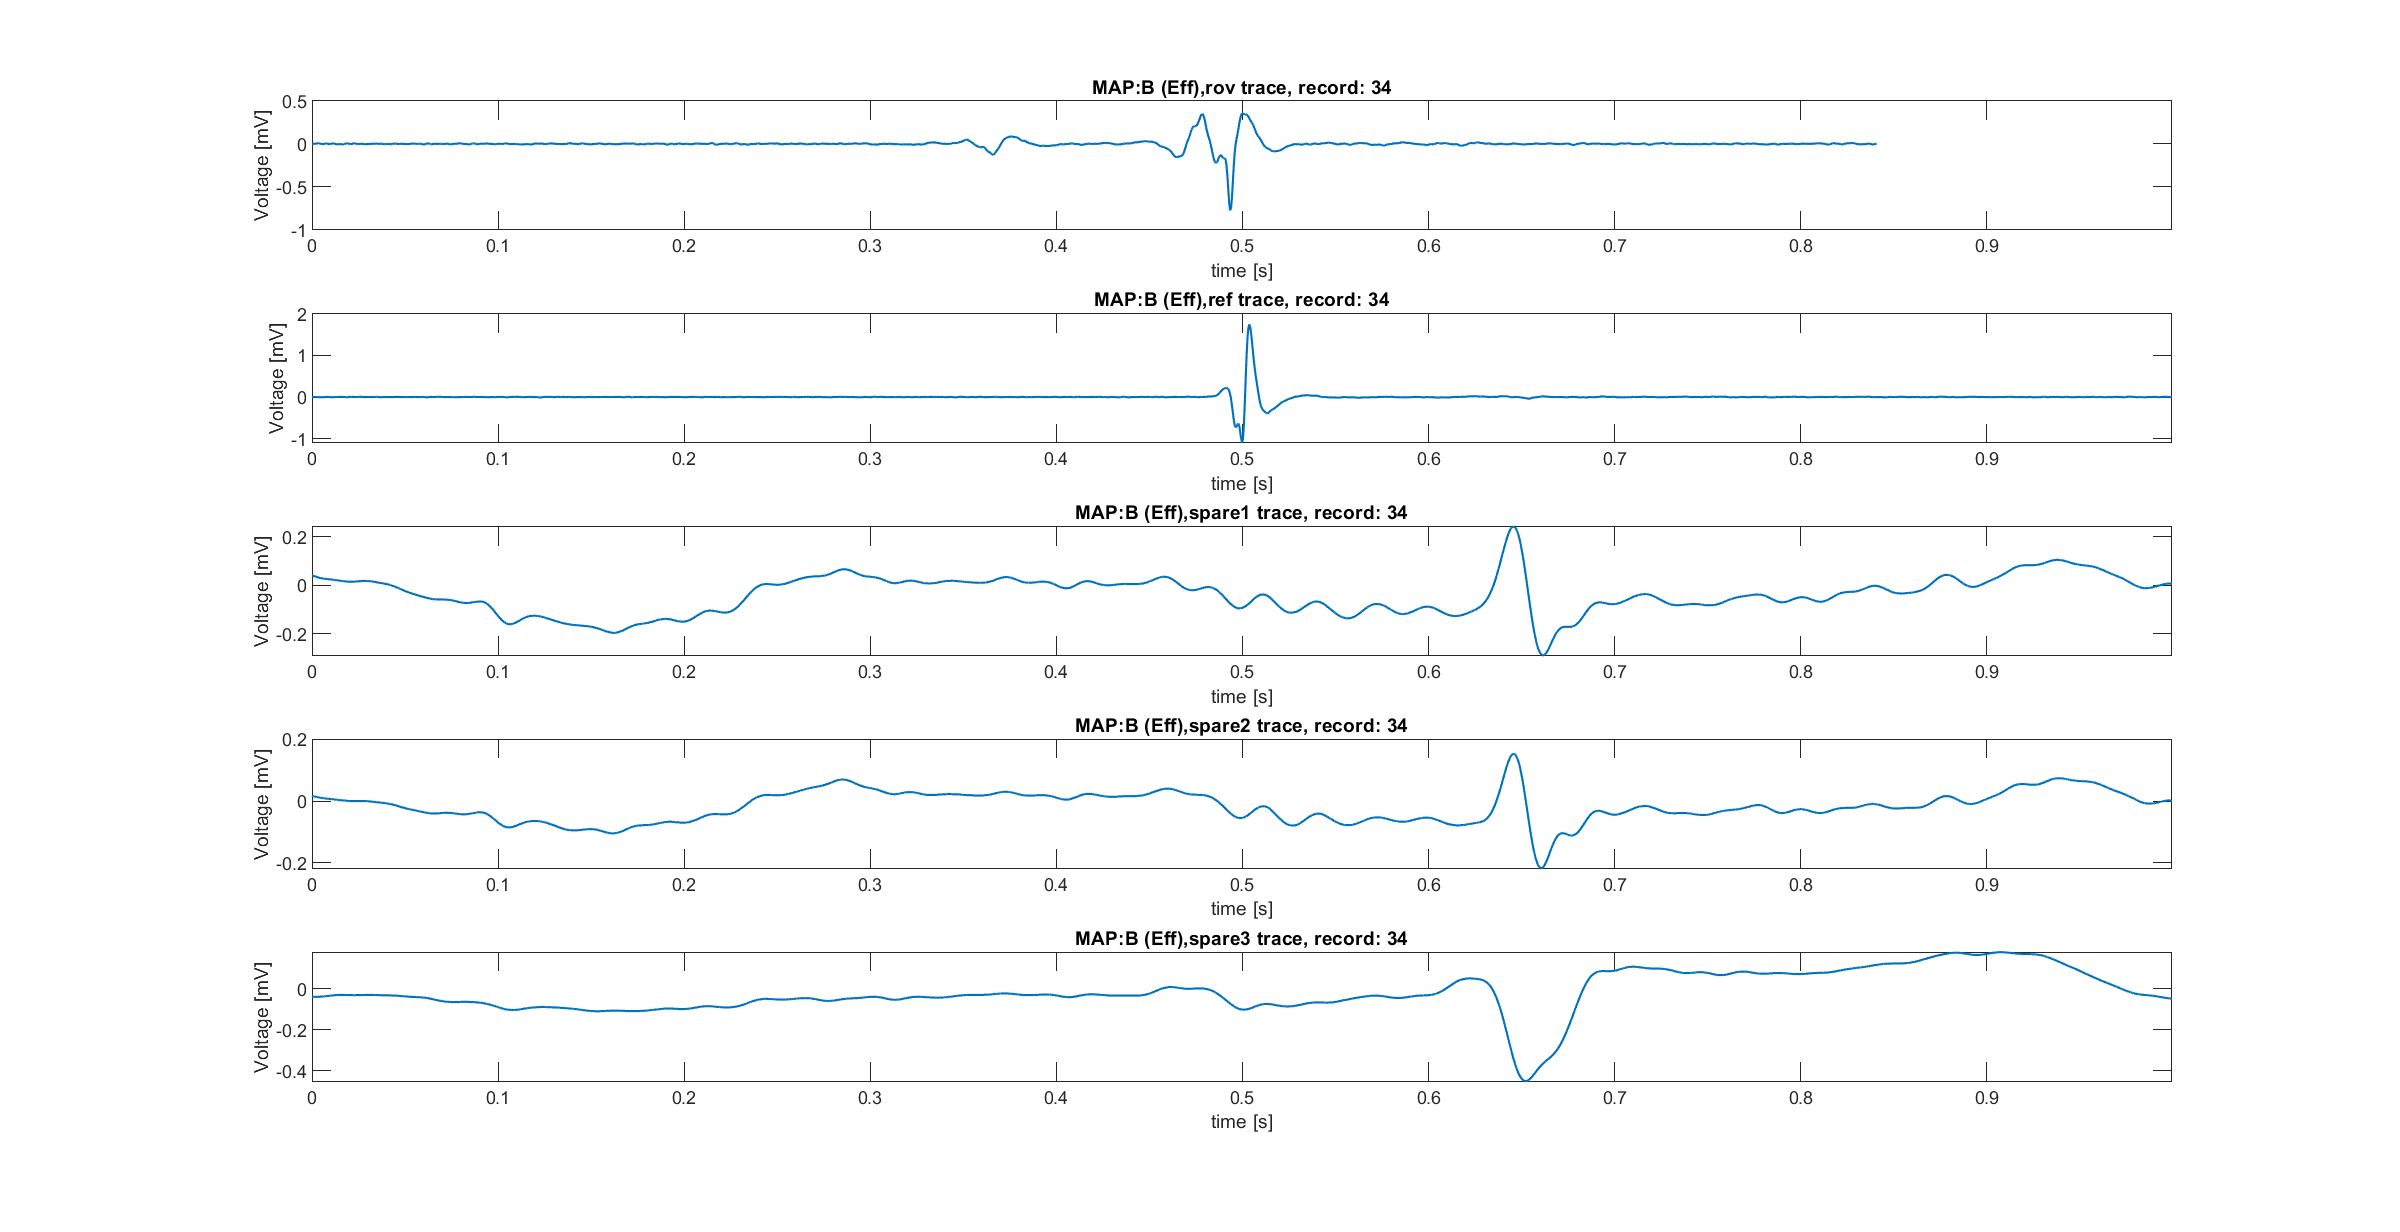 MAP:B (Eff),rov trace, record: 34
Voltage [mV]
0.5
0
-0.5
-1
0 0.1 0.2 0.3 0.4 0.5 0.6 0.7 0.8 0.9
time [s]
MAP:B (Eff),ref trace, record: 34
Voltage [mV]
2
1
0
-1
0 0.1 0.2 0.3 0.4 0.5 0.6 0.7 0.8 0.9
time [s]
MAP:B (Eff),spare1 trace, record: 34
Voltage [mV]
0.2
0
-0.2
0 0.1 0.2 0.3 0.4 0.5 0.6 0.7 0.8 0.9
time [s]
MAP:B (Eff),spare2 trace, record: 34
Voltage [mV]
0.2
0
-0.2
0 0.1 0.2 0.3 0.4 0.5 0.6 0.7 0.8 0.9
time [s]
MAP:B (Eff),spare3 trace, record: 34
Voltage [mV]
0
-0.2
-0.4
0 0.1 0.2 0.3 0.4 0.5 0.6 0.7 0.8 0.9
time [s]